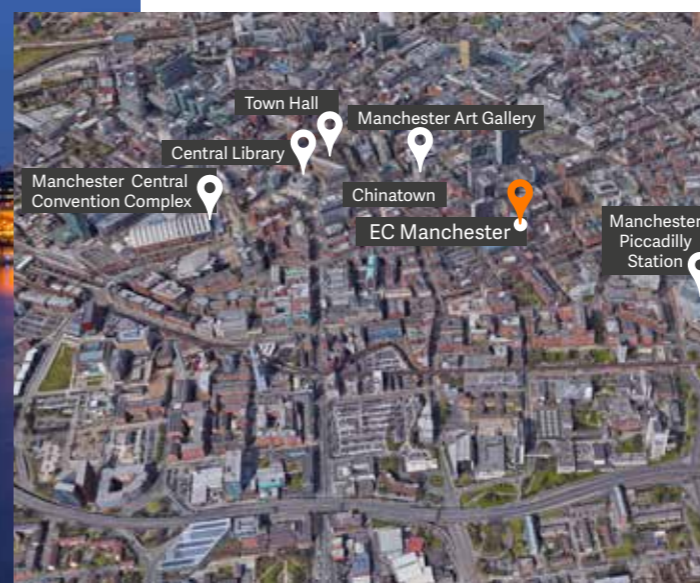 Town Hall
Manchester Art Gallery
Central Library
Manchester Central
Convention Complex
Chinatown
EC Manchester
Manchester
Piccadilly
Station